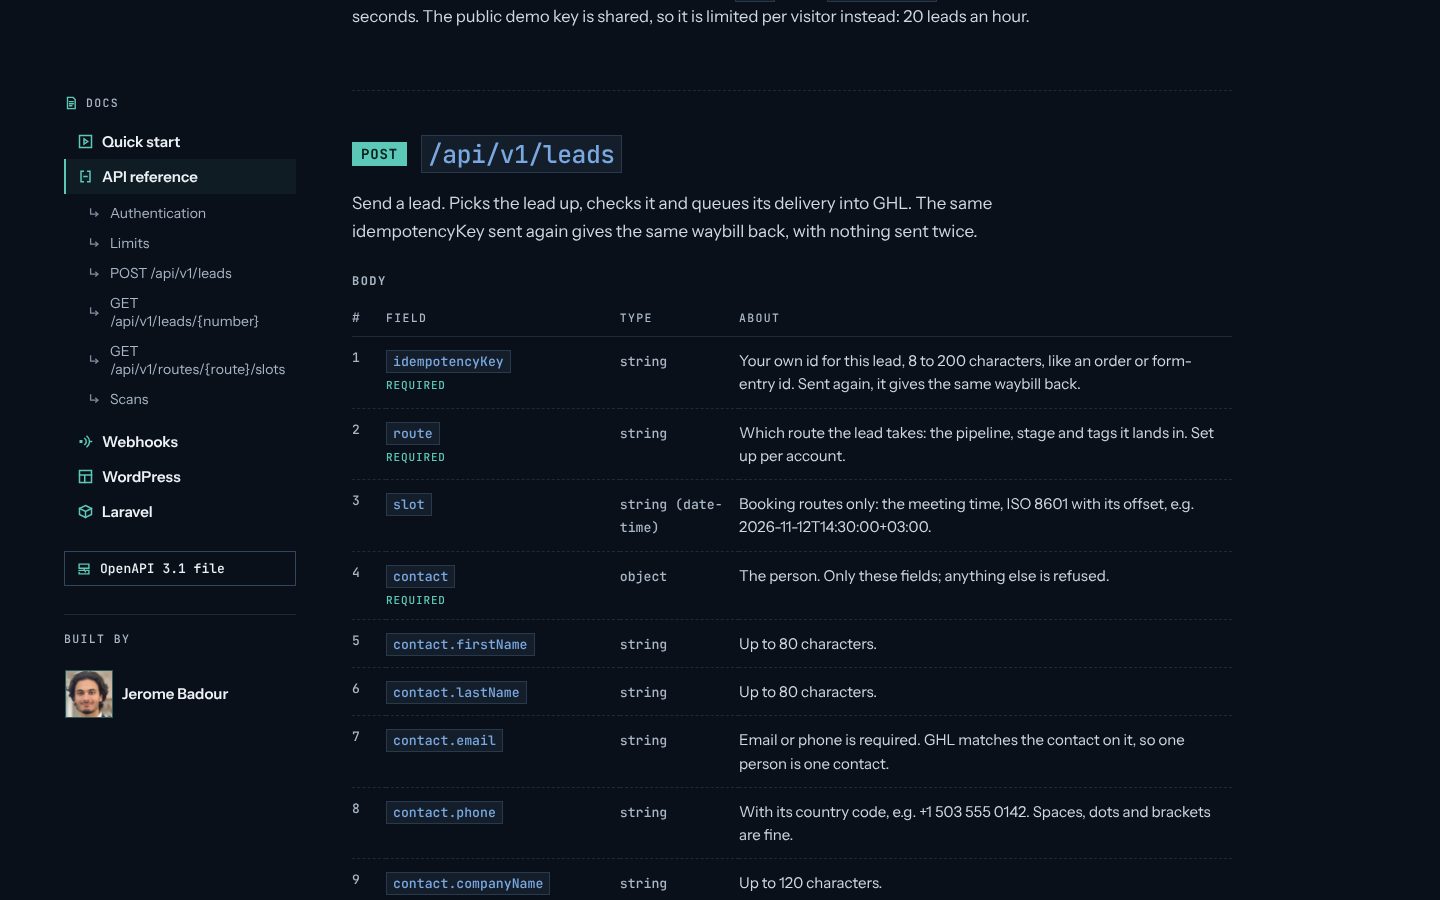 seconds. The public demo key is shared, so it is limited per visitor instead: 20 leads an hour.
DOCS
Quick start
API reference
Authentication
Limits
POST /api/v1/leads
GET
/api/v1/leads/{number}
GET
/api/v1/routes/{route}/slots
Scans
Webhooks
WordPress
Laravel
OpenAPI 3.1 file
BUILT BY
Jerome Badour
POST /api/v1/leads
Send a lead. Picks the lead up, checks it and queues its delivery into GHL. The same
idempotencyKey sent again gives the same waybill back, with nothing sent twice.
BODY
# FIELD TYPE ABOUT
1 idempotencyKey string Your own id for this lead, 8 to 200 characters, like an order or form-
REQUIRED entry id. Sent again, it gives the same waybill back.
2 route string Which route the lead takes: the pipeline, stage and tags it lands in. Set
REQUIRED up per account.
3 slot string (date- Booking routes only: the meeting time, ISO 8601 with its offset, e.g.
time) 2026-11-12T14:30:00+03:00.
4 contact object The person. Only these fields; anything else is refused.
REQUIRED
5 contact.firstName string Up to 80 characters.
6 contact.lastName string Up to 80 characters.
7 contact.email string Email or phone is required. GHL matches the contact on it, so one
person is one contact.
8 contact.phone string With its country code, e.g. +1 503 555 0142. Spaces, dots and brackets
are fine.
9 contact.companyName string Up to 120 characters.